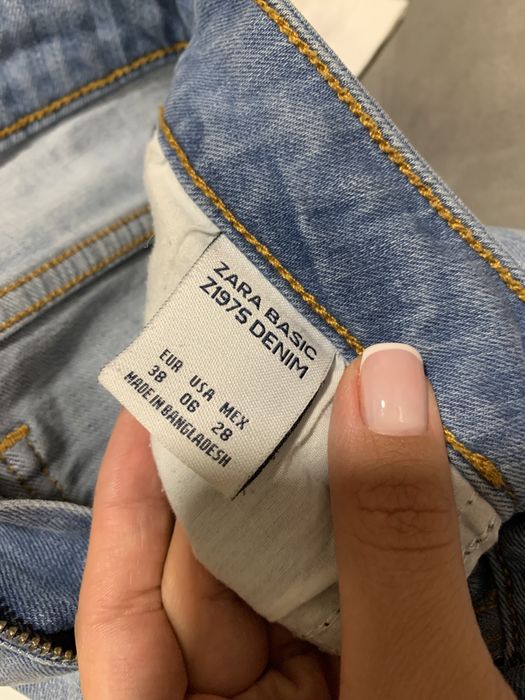 ZARA BASIC
Z1975 DENIM
EUR USA MEX
38 06 28
MADE IN BANGLADESH